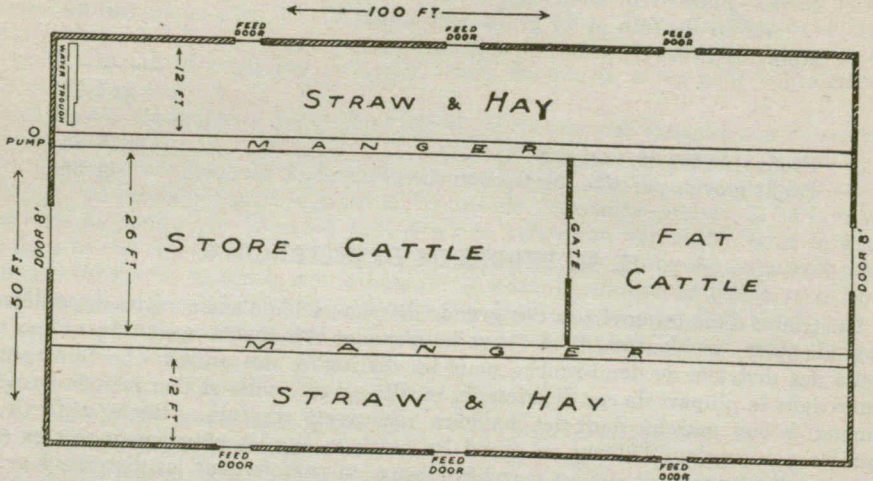 100 FT
FEED DOOR
FEED DOOR
FEED DOOR
WATER TROUGH
12 FT
STRAW & HAY
PUMP
MANGER
DOOR 8'
50 FT
26 FT
STORE CATTLE
GATE
FAT
CATTLE
DOOR 8'
MANGER
12 FT
STRAW & HAY
FEED DOOR
FEED DOOR
FEED DOOR